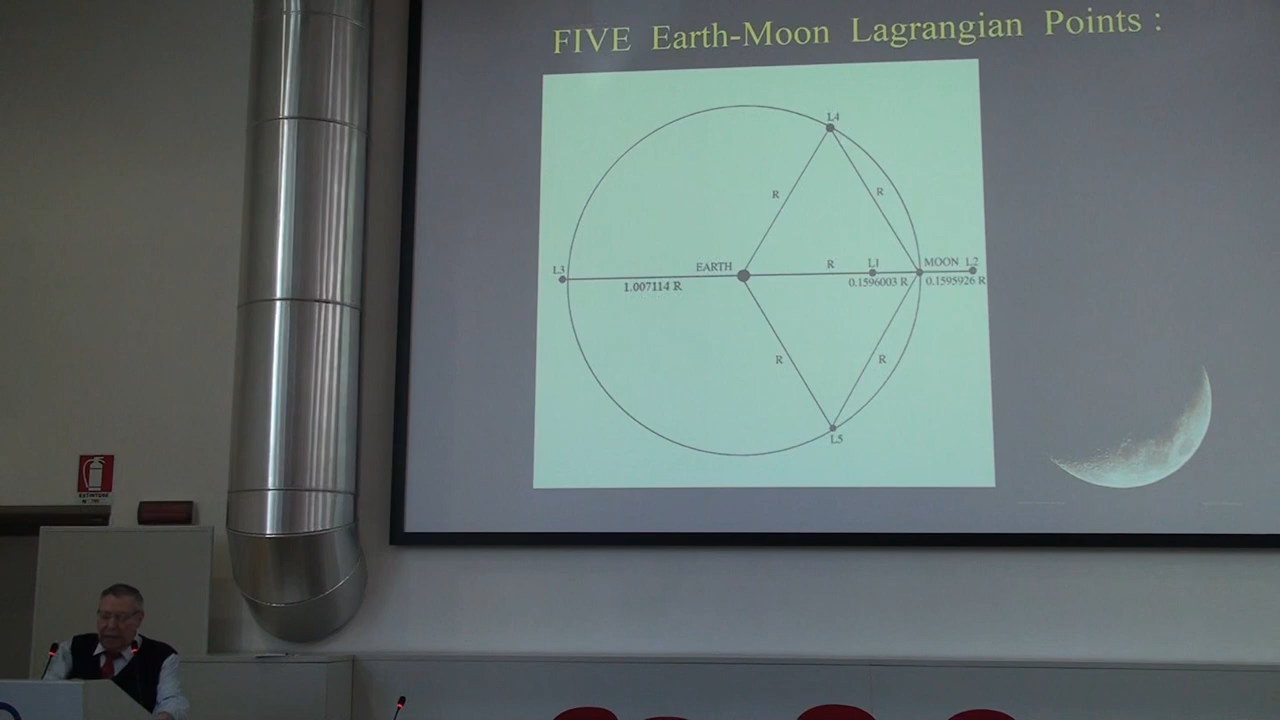 FIVE Earth-Moon Lagrangian Points :
L4
R
R
L3
EARTH
R
L1
MOON L2
1.007114 R
0.1596003 R
0.1595926 R
R
R
L5
ESTINTORE